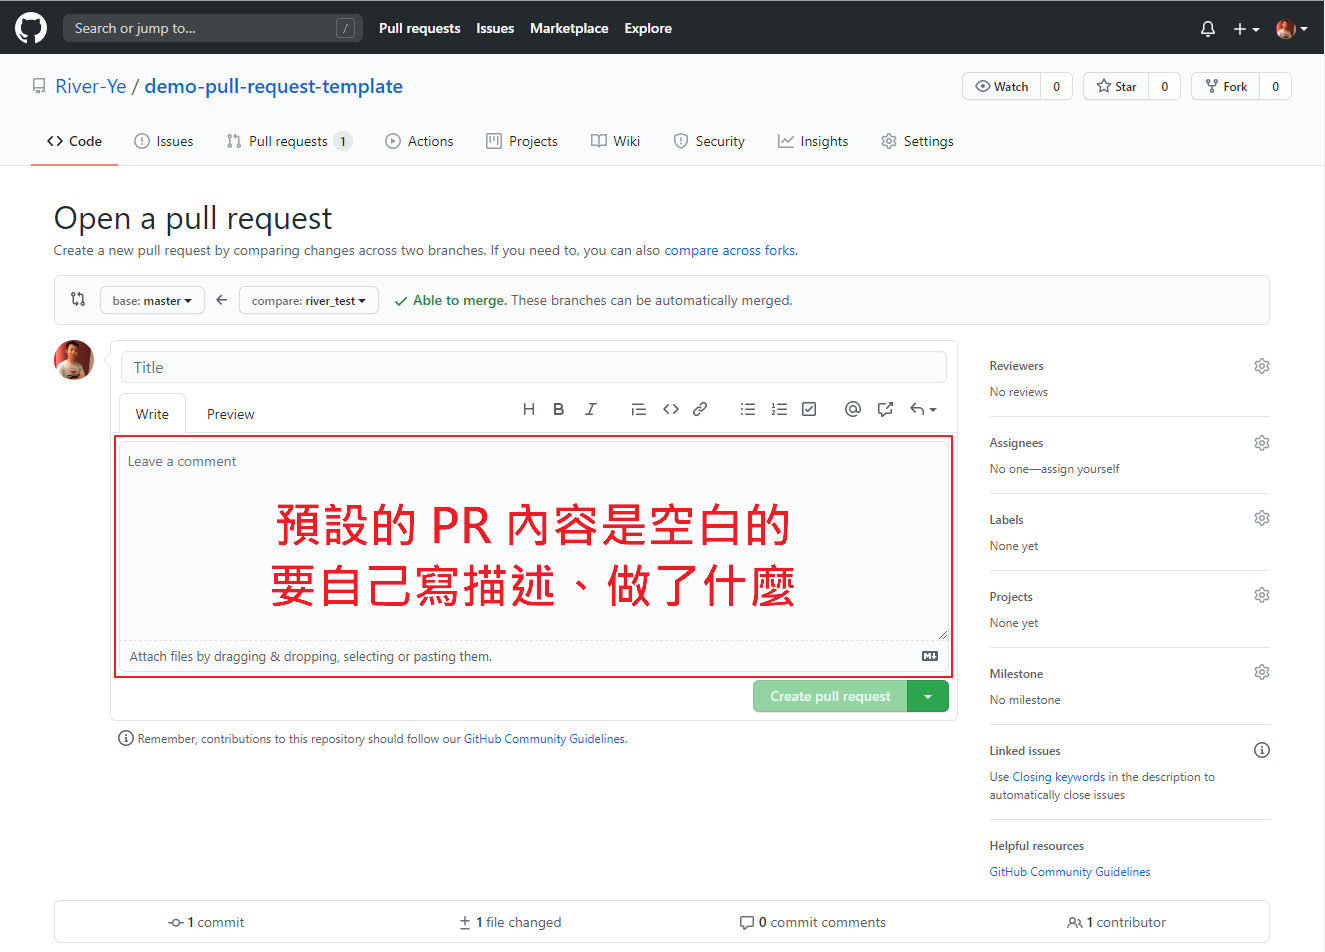 Search or jump to... /
Pull requests Issues Marketplace Explore
River-Ye / demo-pull-request-template
Watch 0 Star 0 Fork 0
Code Issues Pull requests 1 Actions Projects Wiki Security Insights Settings
Open a pull request
Create a new pull request by comparing changes across two branches. If you need to, you can also compare across forks.
base: master compare: river_test Able to merge. These branches can be automatically merged.
Title
Write Preview
Leave a comment
預設的 PR 內容是空白的
要自己寫描述、做了什麼
Attach files by dragging & dropping, selecting or pasting them.
Create pull request
Remember, contributions to this repository should follow our GitHub Community Guidelines.
Reviewers
No reviews
Assignees
No one—assign yourself
Labels
None yet
Projects
None yet
Milestone
No milestone
Linked issues
Use Closing keywords in the description to
automatically close issues
Helpful resources
GitHub Community Guidelines
1 commit 1 file changed 0 commit comments 1 contributor